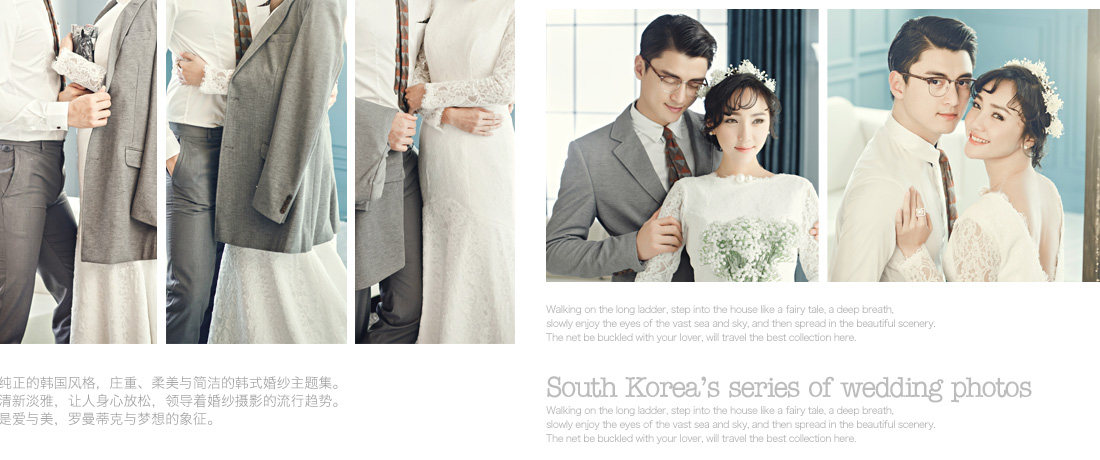 纯正的韩国风格，庄重、柔美与简洁的韩式婚纱主题集。
清新淡雅，让人身心放松，领导着婚纱摄影的流行趋势。
是爱与美，罗曼蒂克与梦想的象征。
Walking on the long ladder, step into the house like a fairy tale, a deep breath,
slowly enjoy the eyes of the vast sea and sky, and then spread in the beautiful scenery.
The net be buckled with your lover, will travel the best collection here.
South Korea's series of wedding photos
Walking on the long ladder, step into the house like a fairy tale, a deep breath,
slowly enjoy the eyes of the vast sea and sky, and then spread in the beautiful scenery.
The net be buckled with your lover, will travel the best collection here.